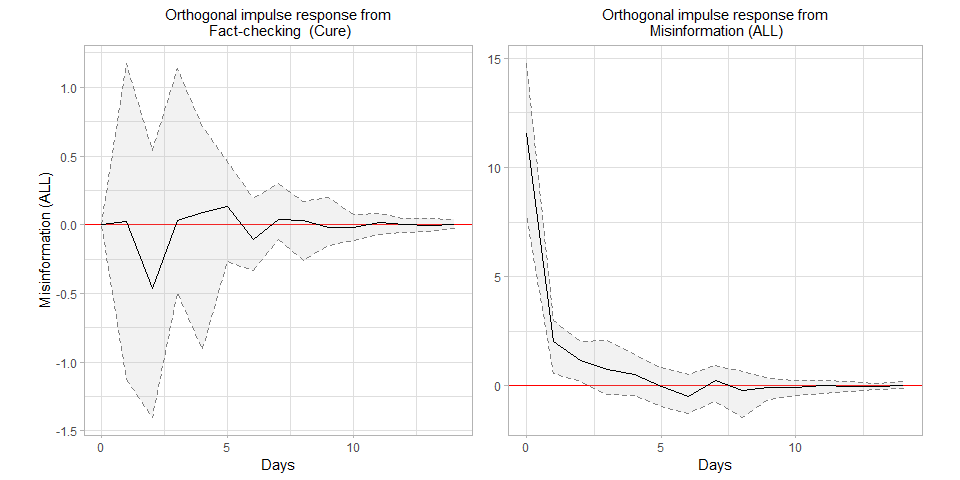 Orthogonal impulse response from
Fact-checking (Cure)
Misinformation (ALL)
1.0
0.5
0.0
-0.5
-1.0
-1.5
0
5
10
Days
Orthogonal impulse response from
Misinformation (ALL)
15
10
5
0
0
5
10
Days